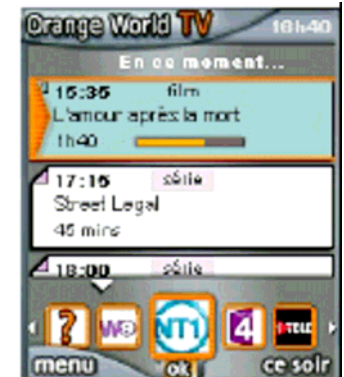 Orange World TV 16h40
En ce moment...
15:35 film
L'amour après la mort
1h40
17:15 série
Street Legal
45 mins
18:00 série
? W9 NT1 4 i>TELE
menu ok ce soir